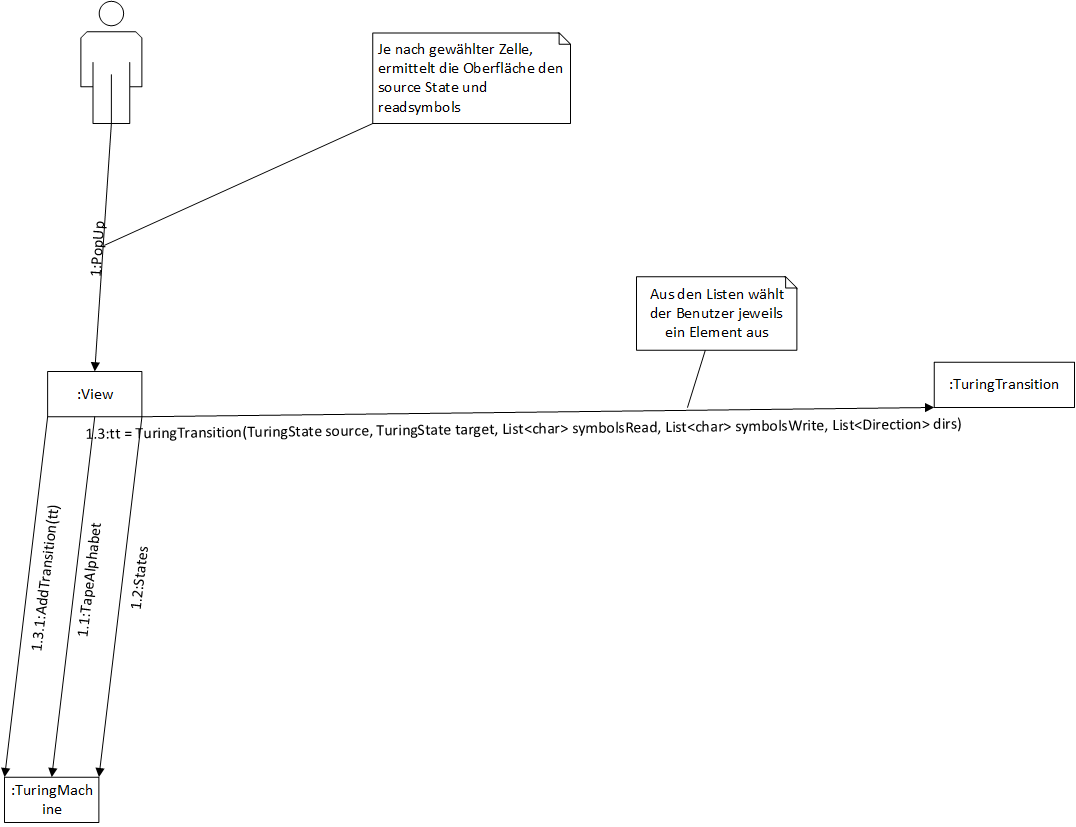 Je nach gewählter Zelle,
ermittelt die Oberfläche den
source State und
readsymbols
1:PopUp
Aus den Listen wählt
der Benutzer jeweils
ein Element aus
:View
:TuringTransition
1.3:tt = TuringTransition(TuringState source, TuringState target, List<char> symbolsRead, List<char> symbolsWrite, List<Direction> dirs)
1.3.1:AddTransition(tt)
1.1:TapeAlphabet
1.2:States
:TuringMach
ine